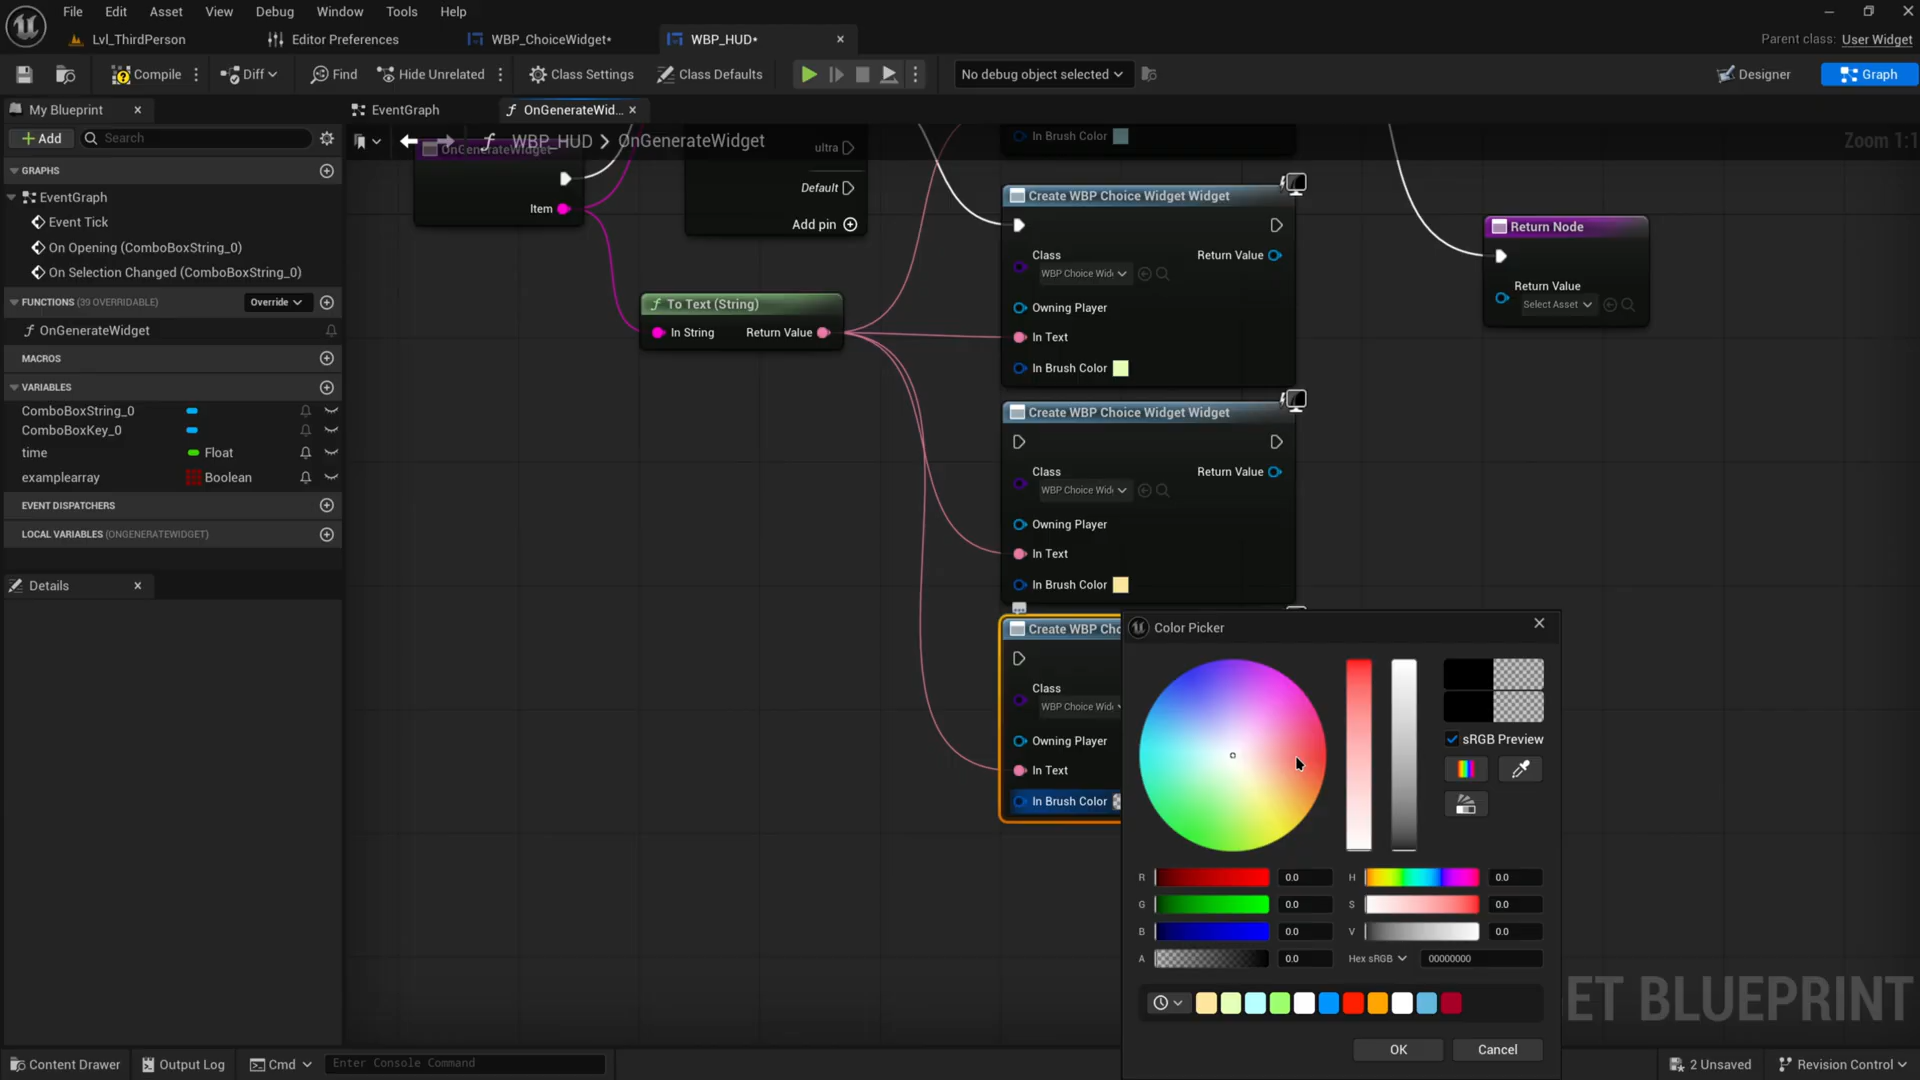 File Edit Asset View Debug Window Tools Help
Lvl_ThirdPerson Editor Preferences WBP_ChoiceWidget* WBP_HUD*
Parent class: User Widget
Compile Diff Find Hide Unrelated Class Settings Class Defaults No debug object selected Designer Graph
My Blueprint
EventGraph OnGenerateWid...
Add Search
WBP_HUD > OnGenerateWidget
Zoom 1:1
GRAPHS
EventGraph
Event Tick
On Opening (ComboBoxString_0)
On Selection Changed (ComboBoxString_0)
FUNCTIONS (39 OVERRIDABLE) Override
OnGenerateWidget
MACROS
VARIABLES
ComboBoxString_0
ComboBoxKey_0
time Float
examplearray Boolean
EVENT DISPATCHERS
LOCAL VARIABLES (ONGENERATEWIDGET)
Details
OnGenerateWidget
Item
ultra
Default
Add pin
To Text (String)
In String Return Value
In Brush Color
Create WBP Choice Widget Widget
Class Return Value
WBP Choice Wid
Owning Player
In Text
In Brush Color
Create WBP Choice Widget Widget
Class Return Value
WBP Choice Wid
Owning Player
In Text
In Brush Color
Create WBP Cho
Class
WBP Choice Wid
Owning Player
In Text
In Brush Color
Return Node
Return Value
Select Asset
Color Picker
sRGB Preview
R 0.0 H 0.0
G 0.0 S 0.0
B 0.0 V 0.0
A 0.0 Hex sRGB 00000000
OK Cancel
ET BLUEPRINT
Content Drawer Output Log Cmd Enter Console Command 2 Unsaved Revision Control